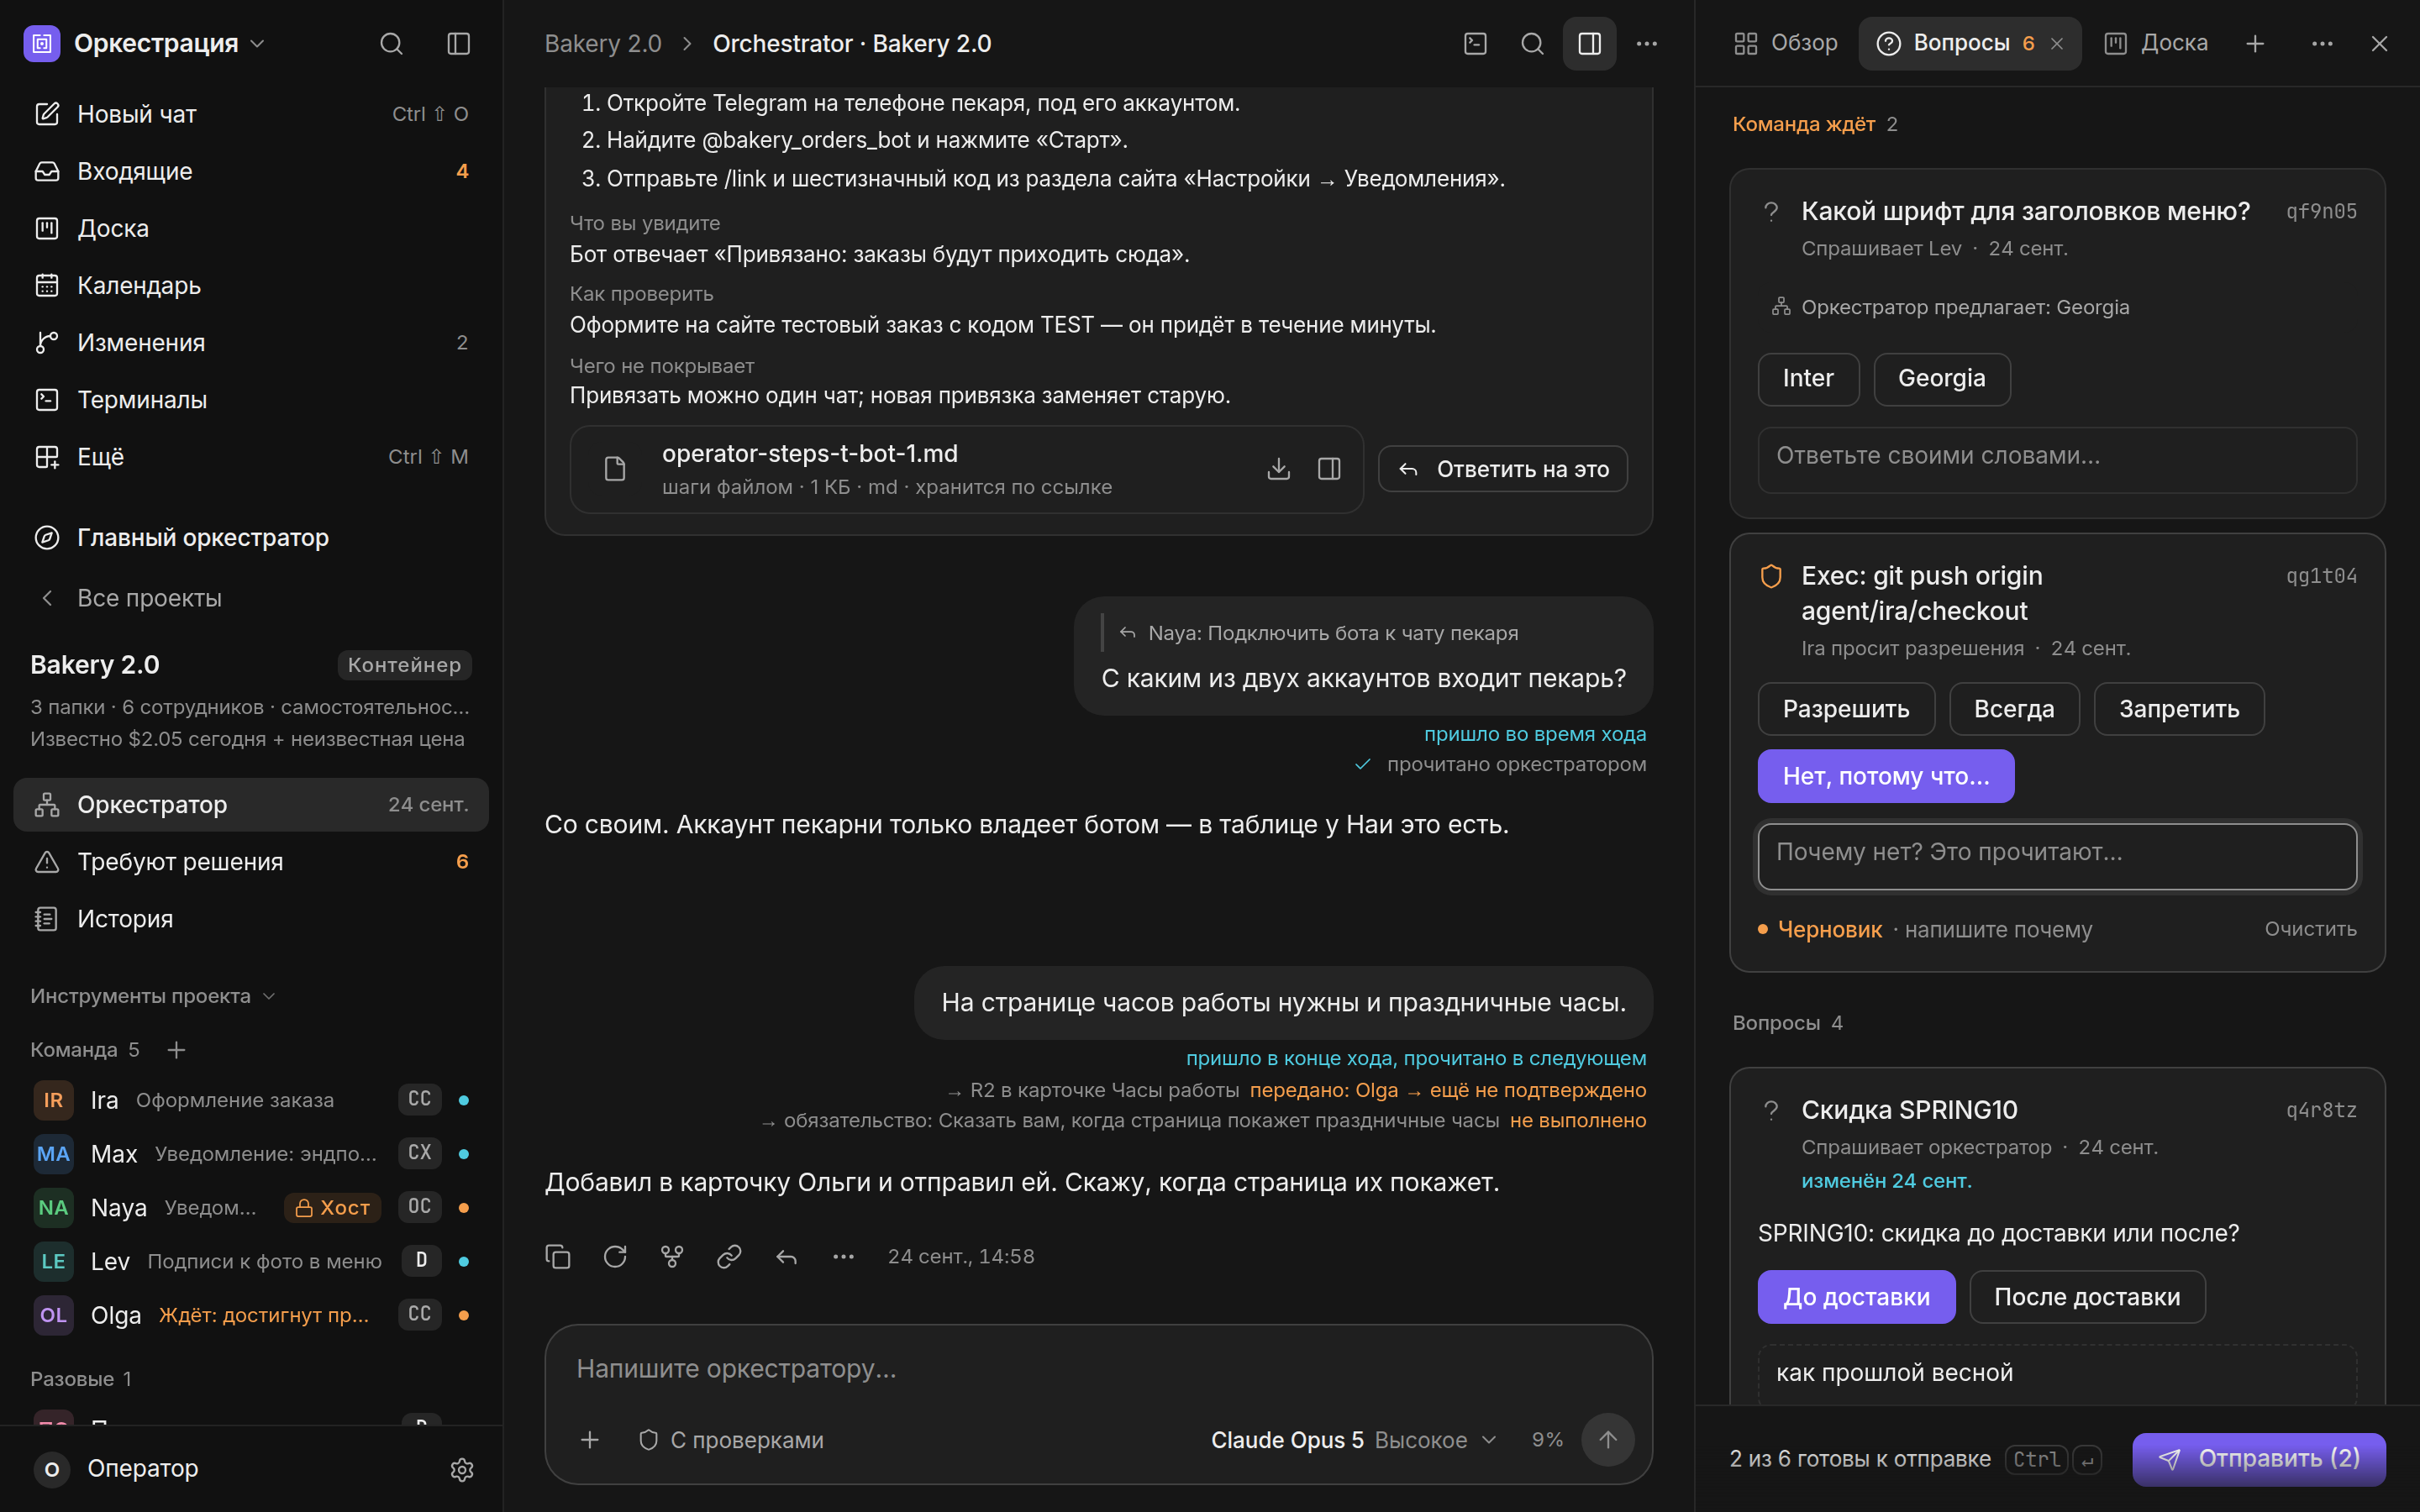 Оркестрация
Новый чат Ctrl ⇧ O
Входящие 4
Доска
Календарь
Изменения 2
Терминалы
Ещё Ctrl ⇧ M
Главный оркестратор
Все проекты
Bakery 2.0 Контейнер
3 папки · 6 сотрудников · самостоятельнос...
Известно $2.05 сегодня + неизвестная цена
Оркестратор 24 сент.
Требуют решения 6
История
Инструменты проекта
Команда 5
IR Ira Оформление заказа CC
MA Max Уведомление: эндпо... CX
NA Naya Уведом... Хост OC
LE Lev Подписи к фото в меню D
OL Olga Ждёт: достигнут пр... CC
Разовые 1
O Оператор
Bakery 2.0 > Orchestrator · Bakery 2.0
1. Откройте Telegram на телефоне пекаря, под его аккаунтом.
2. Найдите @bakery_orders_bot и нажмите «Старт».
3. Отправьте /link и шестизначный код из раздела сайта «Настройки → Уведомления».
Что вы увидите
Бот отвечает «Привязано: заказы будут приходить сюда».
Как проверить
Оформите на сайте тестовый заказ с кодом TEST — он придёт в течение минуты.
Чего не покрывает
Привязать можно один чат; новая привязка заменяет старую.
operator-steps-t-bot-1.md
шаги файлом · 1 КБ · md · хранится по ссылке
Ответить на это
Naya: Подключить бота к чату пекаря
С каким из двух аккаунтов входит пекарь?
пришло во время хода
прочитано оркестратором
Со своим. Аккаунт пекарни только владеет ботом — в таблице у Наи это есть.
На странице часов работы нужны и праздничные часы.
пришло в конце хода, прочитано в следующем
→ R2 в карточке Часы работы передано: Olga → ещё не подтверждено
→ обязательство: Сказать вам, когда страница покажет праздничные часы не выполнено
Добавил в карточку Ольги и отправил ей. Скажу, когда страница их покажет.
24 сент., 14:58
Напишите оркестратору...
С проверками Claude Opus 5 Высокое 9%
Обзор Вопросы 6 Доска
Команда ждёт 2
Какой шрифт для заголовков меню? qf9n05
Спрашивает Lev · 24 сент.
Оркестратор предлагает: Georgia
Inter Georgia
Ответьте своими словами...
Exec: git push origin qg1t04
agent/ira/checkout
Ira просит разрешения · 24 сент.
Разрешить Всегда Запретить
Нет, потому что...
Почему нет? Это прочитают...
Черновик · напишите почему Очистить
Вопросы 4
Скидка SPRING10 q4r8tz
Спрашивает оркестратор · 24 сент.
изменён 24 сент.
SPRING10: скидка до доставки или после?
До доставки После доставки
как прошлой весной
2 из 6 готовы к отправке Ctrl ↵ Отправить (2)